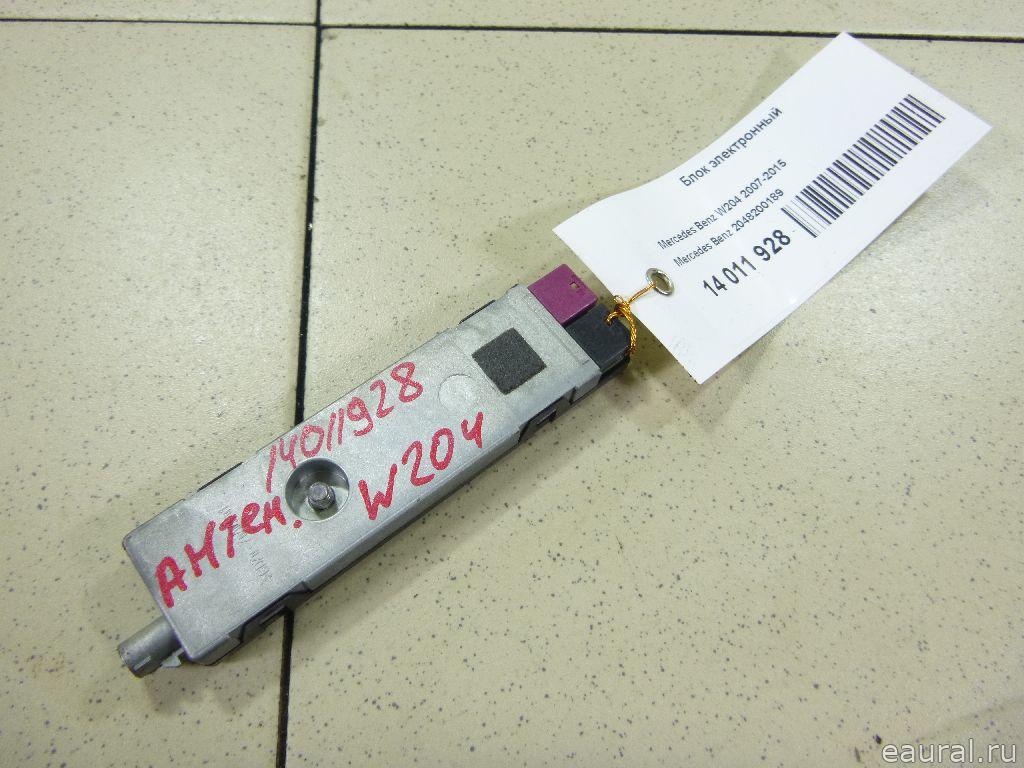 Блок электронный
Mercedes Benz W204 2007-2015
Mercedes Benz 2048200189
14 011 928
14011928
Антен. W204
eaural.ru